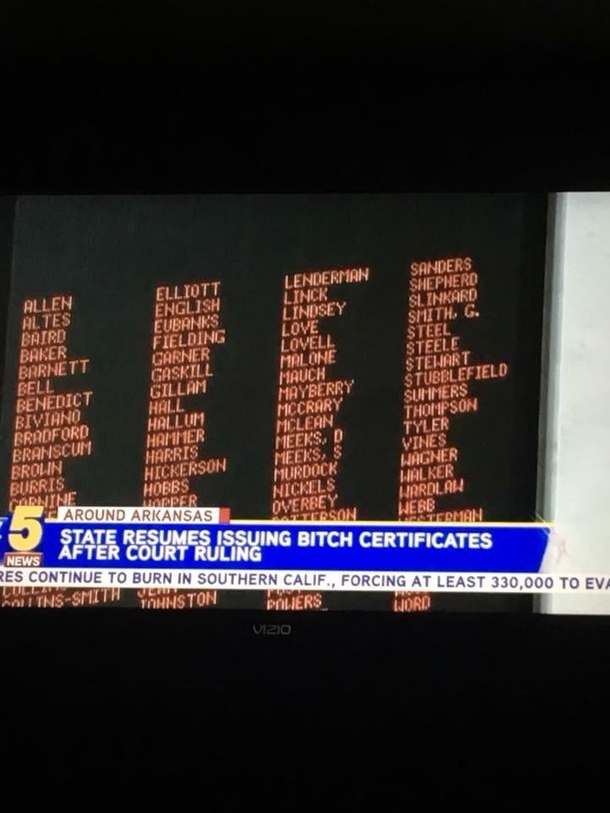 ALLEN
ALTES
BAIRD
BAKER
BARNETT
BELL
BENEDICT
BIVIANO
BRADFORD
BRANSCUM
BROWN
BURRIS
ELLIOTT
ENGLISH
EUBANKS
FIELDING
GARNER
GASKILL
GILLAM
HALL
HALLUM
HAMMER
HARRIS
HICKERSON
HOBBS
HOPPER
LENDERMAN
LINCK
LINDSEY
LOVE
LOVELL
MALONE
MAUCH
MAYBERRY
MCCRARY
MCLEAN
MEEKS, D
MEEKS, S
MURDOCK
NICKELS
OVERBEY
SANDERS
SHEPHERD
SLINKARD
SMITH, G.
STEEL
STEELE
STEWART
STUBBLEFIELD
SUMMERS
THOMPSON
TYLER
VINES
WAGNER
WALKER
WARDLAW
WEBB
5
NEWS
AROUND ARKANSAS
STATE RESUMES ISSUING BITCH CERTIFICATES
AFTER COURT RULING
RES CONTINUE TO BURN IN SOUTHERN CALIF., FORCING AT LEAST 330,000 TO EVA
COLLINS-SMITH
JOHNSTON
POWERS
WORD
VIZIO